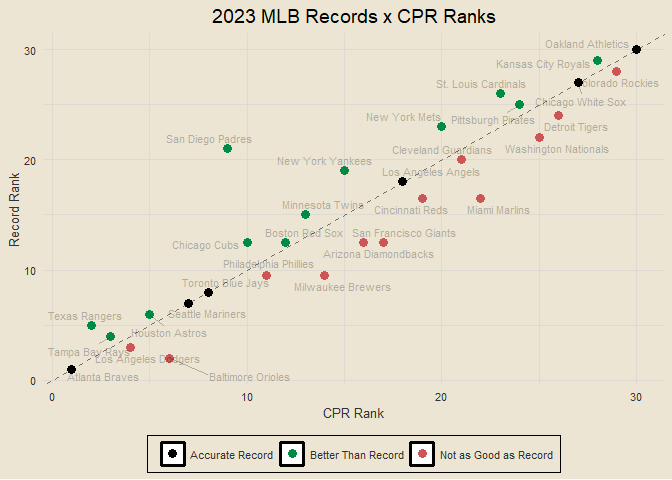 2023 MLB Records x CPR Ranks
Oakland Athletics
Kansas City Royals
Colorado Rockies
St. Louis Cardinals
Chicago White Sox
New York Mets
Pittsburgh Pirates
Detroit Tigers
San Diego Padres
Cleveland Guardians
Washington Nationals
New York Yankees
Los Angeles Angels
Minnesota Twins
Cincinnati Reds
Miami Marlins
Boston Red Sox
San Francisco Giants
Chicago Cubs
Arizona Diamondbacks
Philadelphia Phillies
Toronto Blue Jays
Milwaukee Brewers
Texas Rangers
Seattle Mariners
Houston Astros
Tampa Bay Rays
Los Angeles Dodgers
Atlanta Braves
Baltimore Orioles
30
20
10
0
Record Rank
0 10 20 30
CPR Rank
Accurate Record Better Than Record Not as Good as Record